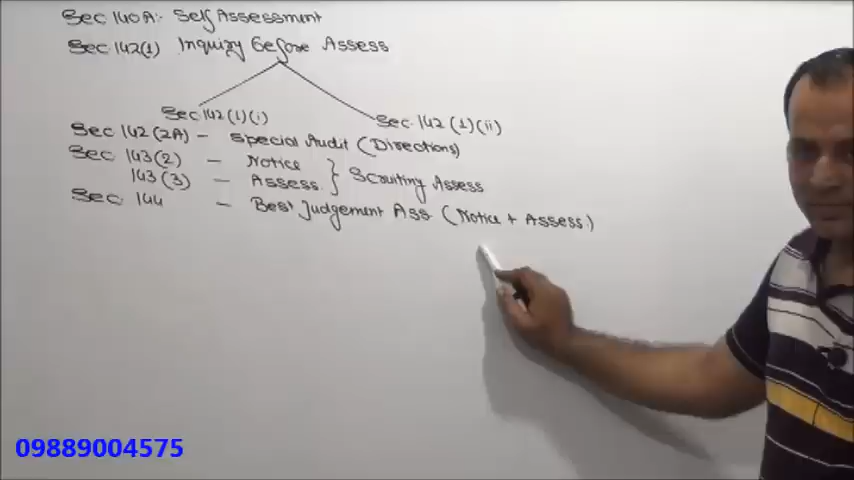 Sec 140A:- Self Assessment
Sec 142(1) Inquiry before Assess
Sec 142(1)(i) Sec. 142(1)(ii)
Sec 142(2A) - Special Audit (Directions)
Sec 143(2) - Notice
143(3) - Assess. } Scruitiny Assess
Sec. 144 - Best Judgement Ass. (Notice + Assess.)
09889004575